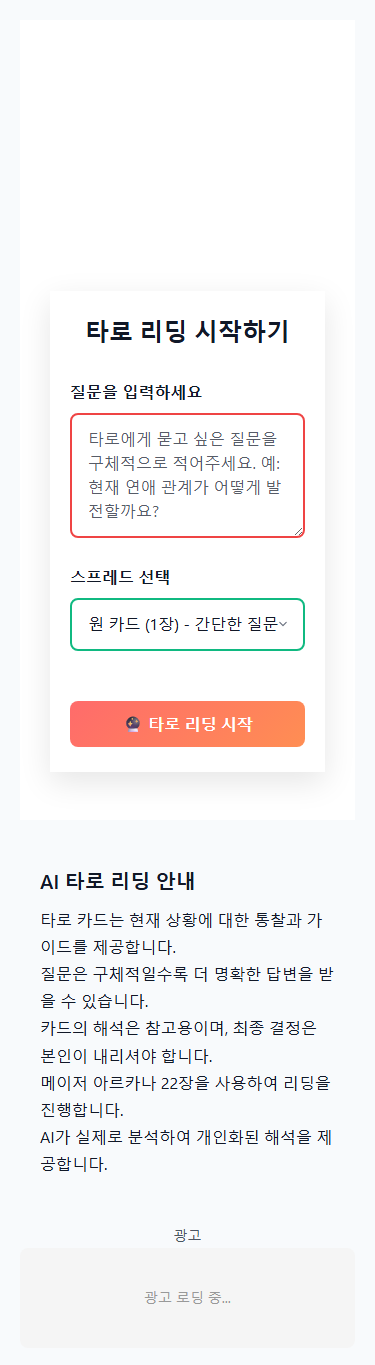 타로 리딩 시작하기
질문을 입력하세요
타로에게 묻고 싶은 질문을
구체적으로 적어주세요. 예:
현재 연애 관계가 어떻게 발
전할까요?
스프레드 선택
원 카드 (1장) - 간단한 질문
🔮 타로 리딩 시작
AI 타로 리딩 안내
타로 카드는 현재 상황에 대한 통찰과 가
이드를 제공합니다.
질문은 구체적일수록 더 명확한 답변을 받
을 수 있습니다.
카드의 해석은 참고용이며, 최종 결정은
본인이 내리셔야 합니다.
메이저 아르카나 22장을 사용하여 리딩을
진행합니다.
AI가 실제로 분석하여 개인화된 해석을 제
공합니다.
광고
광고 로딩 중...